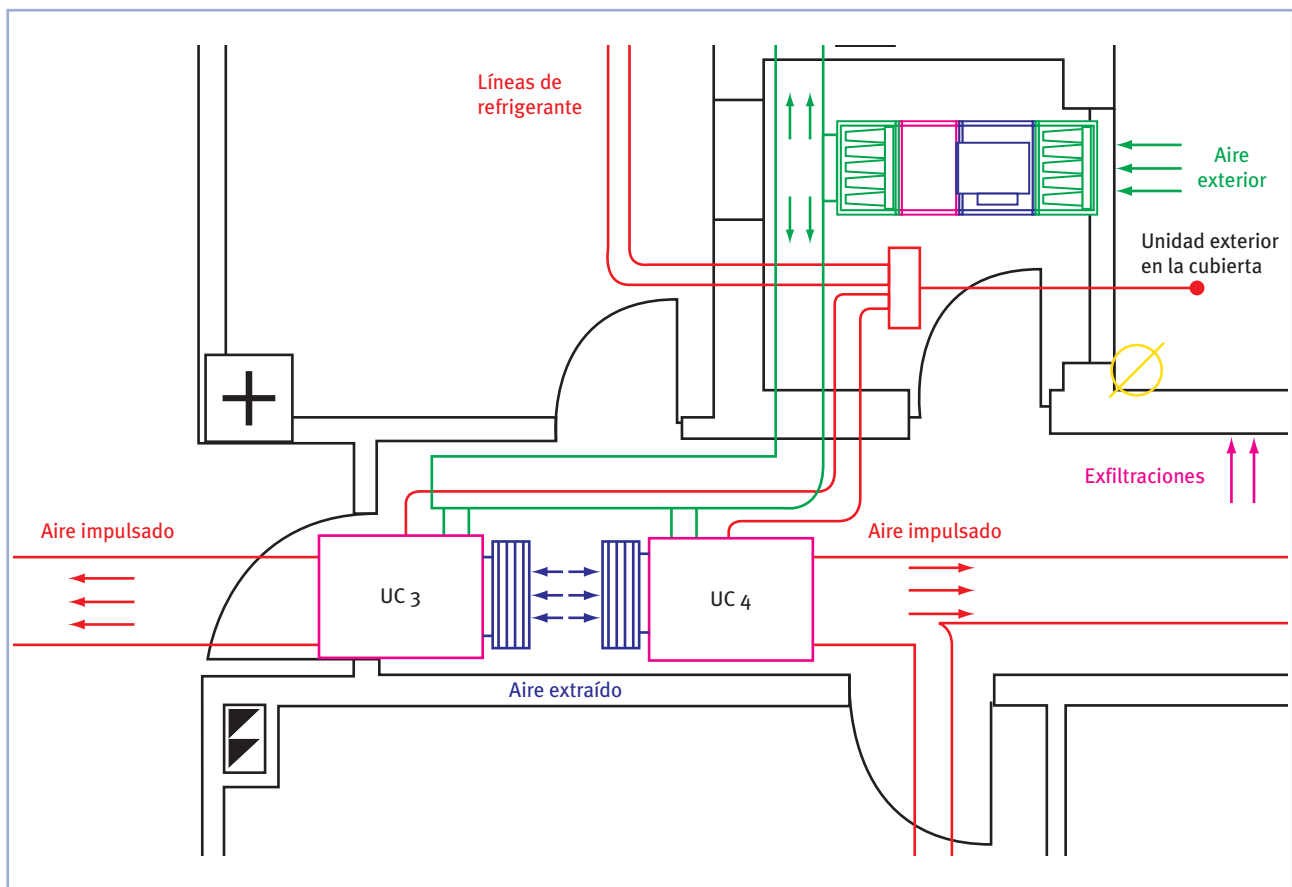 Líneas de
refrigerante
Aire
exterior
Unidad exterior
en la cubierta
Exfiltraciones
Aire impulsado
Aire impulsado
UC 3
UC 4
Aire extraído